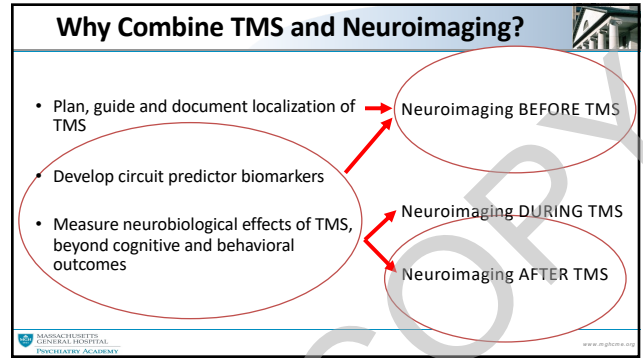 Why Combine TMS and Neuroimaging?
• Plan, guide and document localization of
TMS
Neuroimaging BEFORE TMS
• Develop circuit predictor biomarkers
• Measure neurobiological effects of TMS,
beyond cognitive and behavioral
outcomes
Neuroimaging DURING TMS
Neuroimaging AFTER TMS
COPY
MGH
MASSACHUSETTS
GENERAL HOSPITAL
PSYCHIATRY ACADEMY
www.mghcme.org